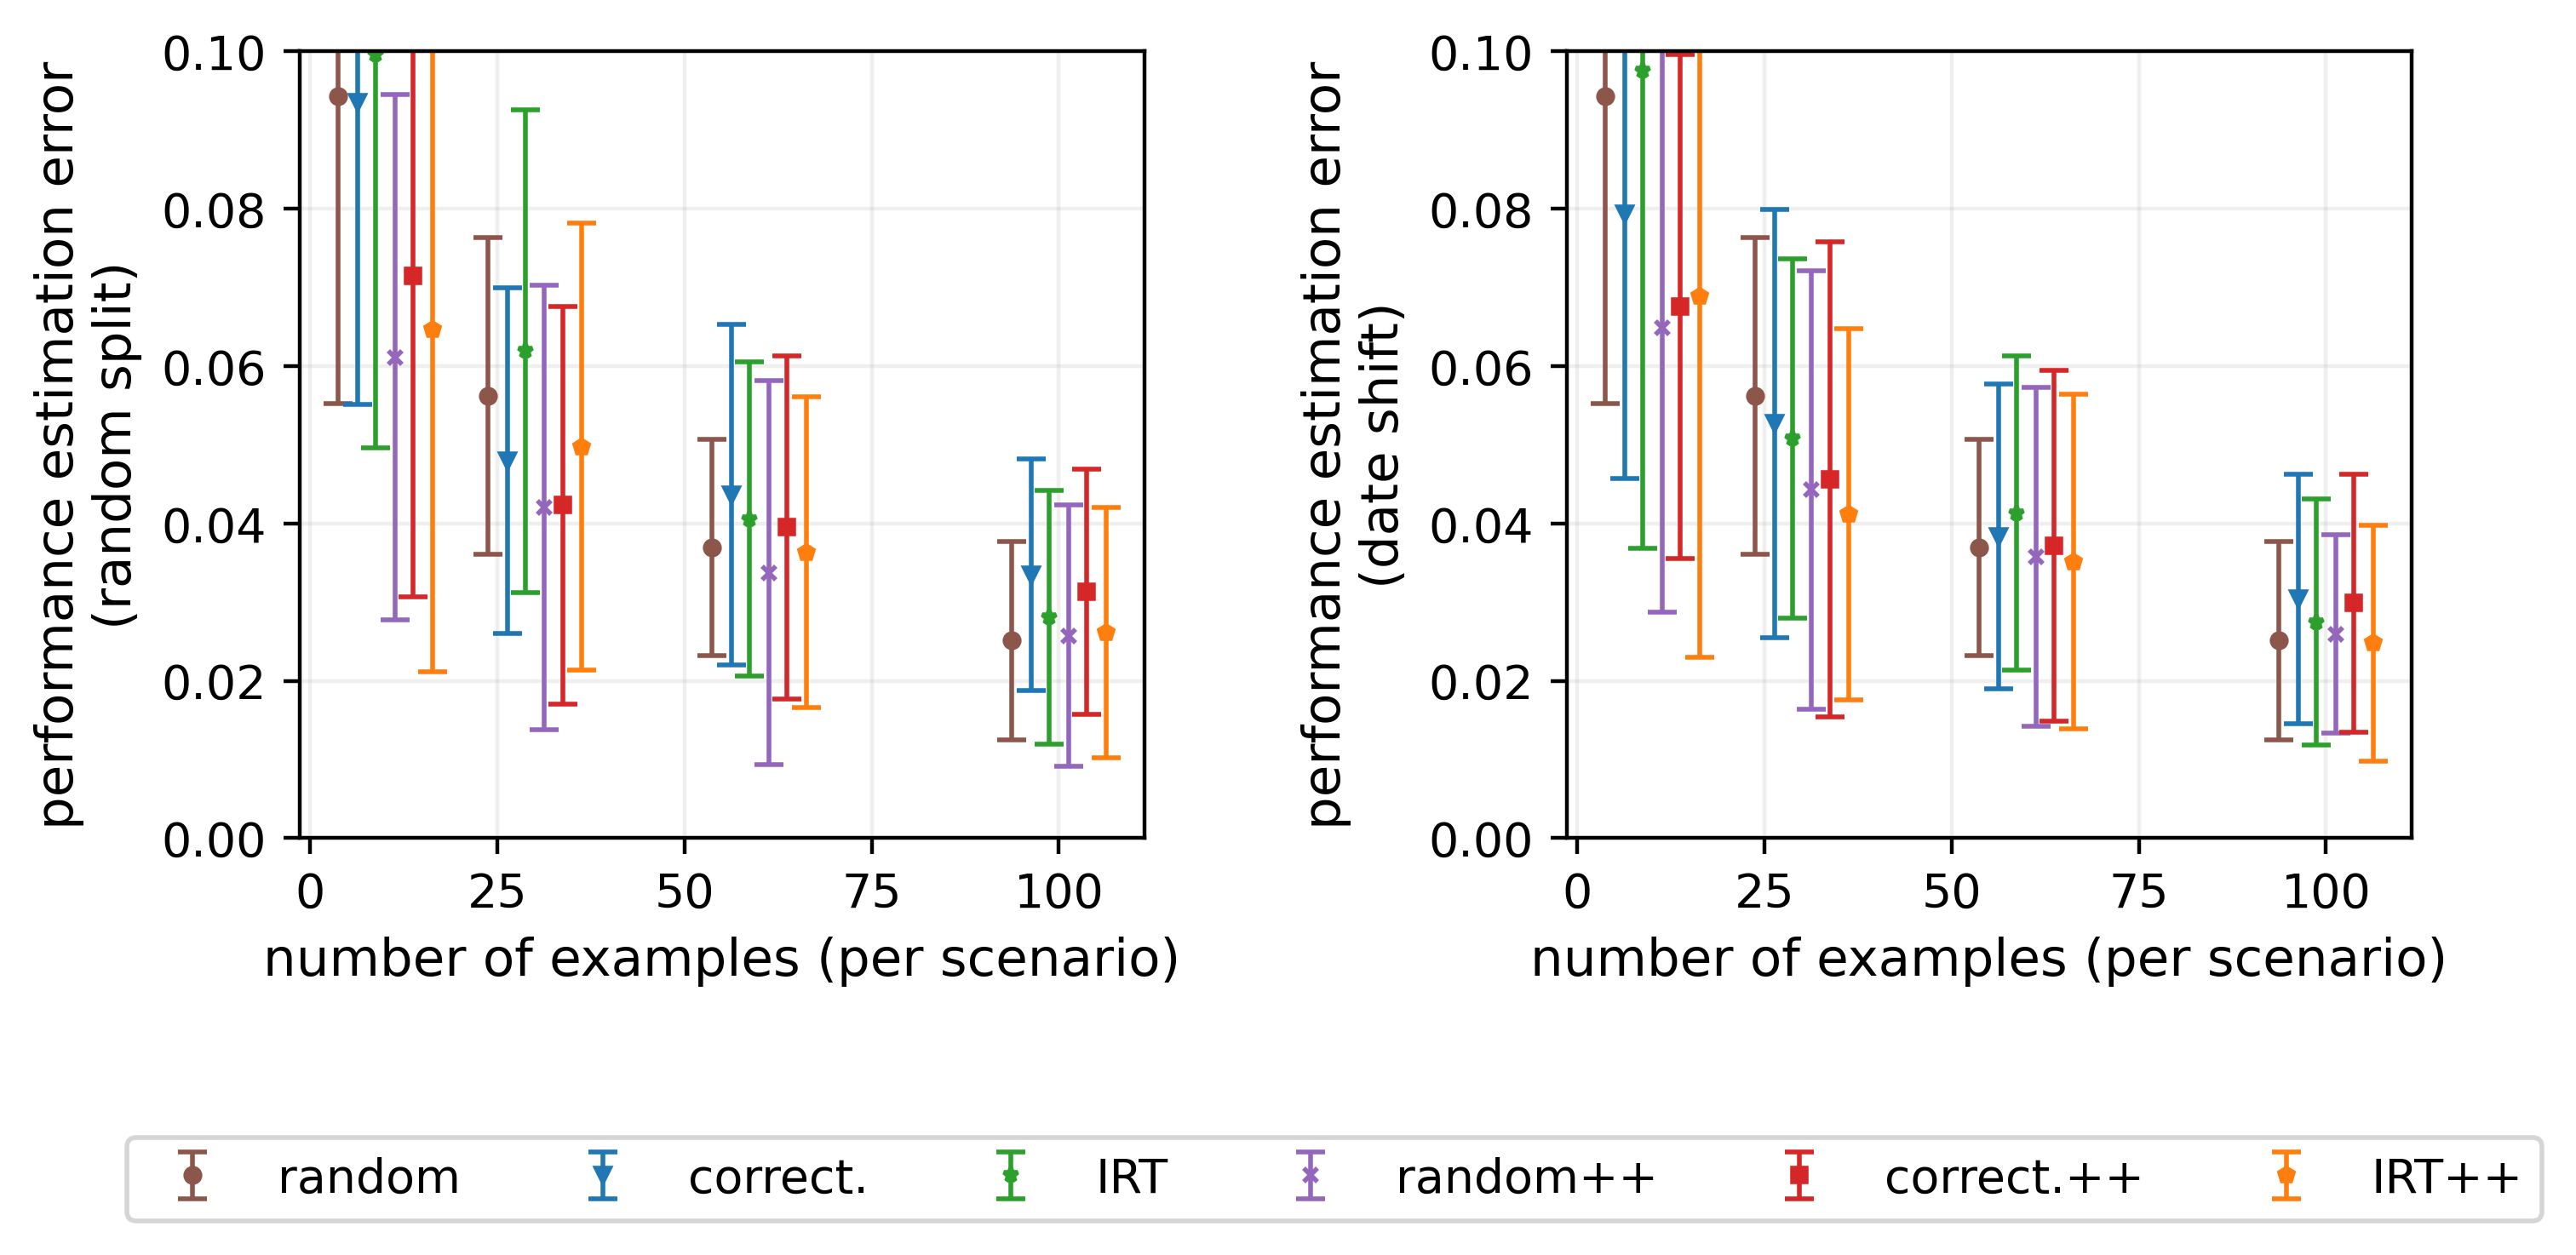 performance estimation error
(random split)
0.10
0.08
0.06
0.04
0.02
0.00
0 25 50 75 100
number of examples (per scenario)
performance estimation error
(date shift)
0.10
0.08
0.06
0.04
0.02
0.00
0 25 50 75 100
number of examples (per scenario)
random correct. IRT random++ correct.++ IRT++